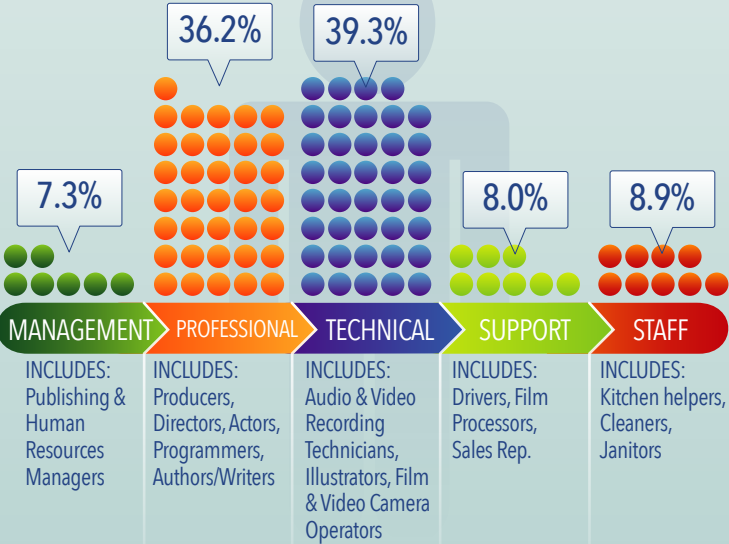 36.2%
39.3%
7.3%
8.0%
8.9%
MANAGEMENT
PROFESSIONAL
TECHNICAL
SUPPORT
STAFF
INCLUDES:
Publishing &
Human
Resources
Managers
INCLUDES:
Producers,
Directors, Actors,
Programmers,
Authors/Writers
INCLUDES:
Audio & Video
Recording
Technicians,
Illustrators, Film
& Video Camera
Operators
INCLUDES:
Drivers, Film
Processors,
Sales Rep.
INCLUDES:
Kitchen helpers,
Cleaners,
Janitors